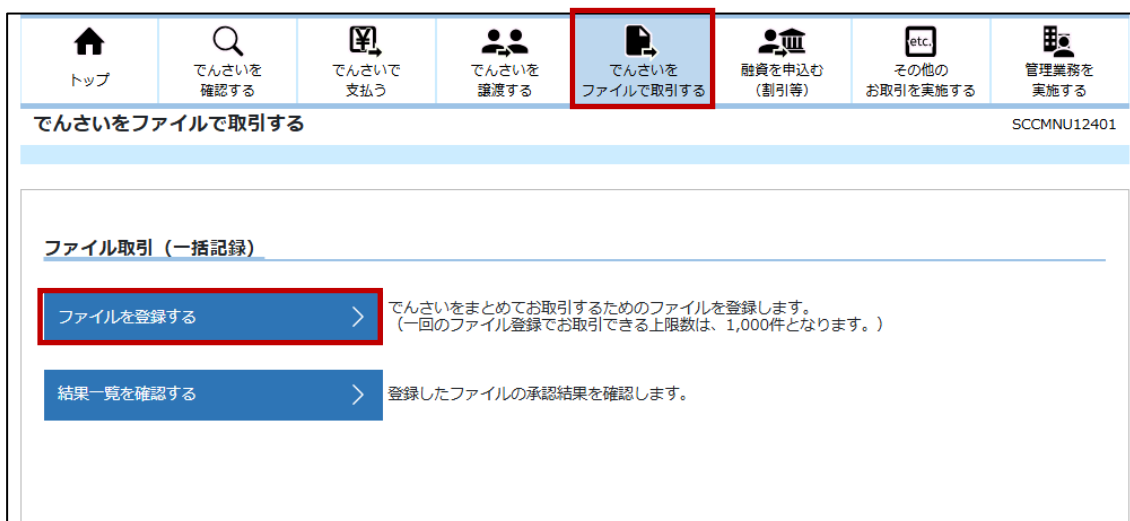 トップ
でんさいを
確認する
でんさいで
支払う
でんさいを
譲渡する
でんさいを
ファイルで取引する
融資を申込む
(割引等)
etc.
その他の
お取引を実施する
管理業務を
実施する
でんさいをファイルで取引する
SCCMNU12401
ファイル取引（一括記録）
ファイルを登録する
でんさいをまとめてお取引するためのファイルを登録します。
（一回のファイル登録でお取引できる上限数は、1,000件となります。）
結果一覧を確認する
登録したファイルの承認結果を確認します。